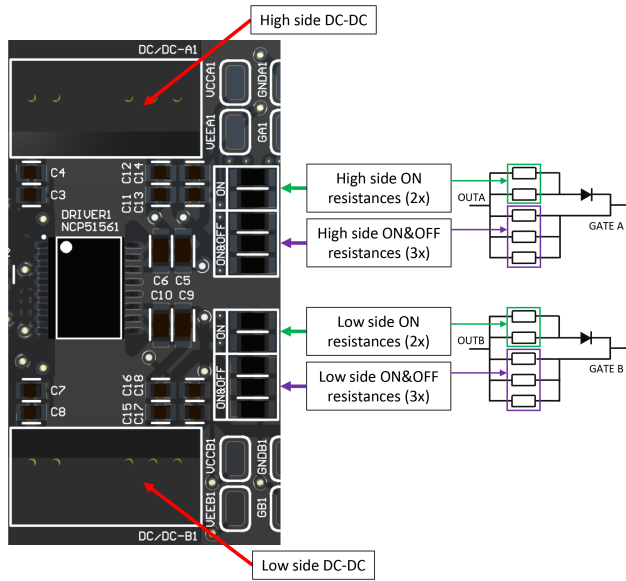 High side DC-DC
DC/DC-A1
VCCA1
GNDA1
VEEA1
GA1
C4
C3
C12
C14
C11
C13
ON
ON&OFF
DRIVER1
NCP51561
C6 C5
C10 C9
ON
ON&OFF
C7
C8
C16
C18
C15
C17
VCCB1
GNDB1
VEEB1
GB1
DC/DC-B1
Low side DC-DC
High side ON
resistances (2x)
High side ON&OFF
resistances (3x)
Low side ON
resistances (2x)
Low side ON&OFF
resistances (3x)
OUTA
GATE A
OUTB
GATE B